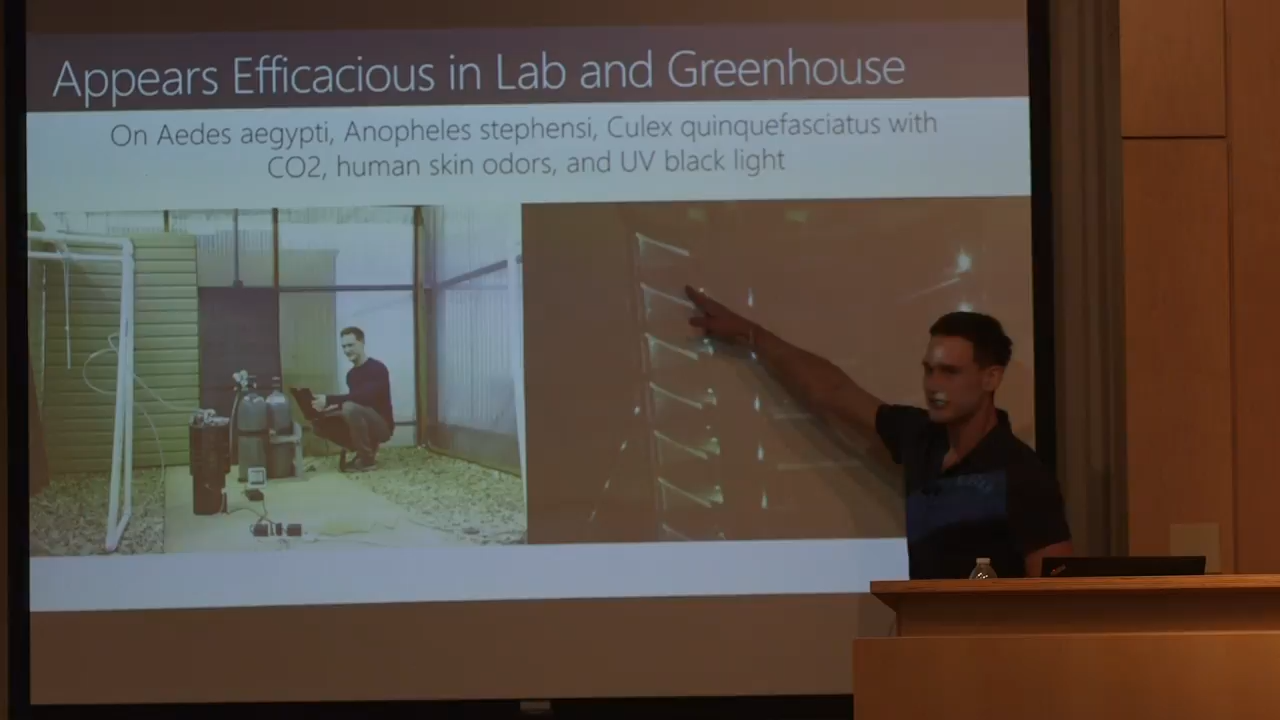 Appears Efficacious in Lab and Greenhouse
On Aedes aegypti, Anopheles stephensi, Culex quinquefasciatus with
CO2, human skin odors, and UV black light